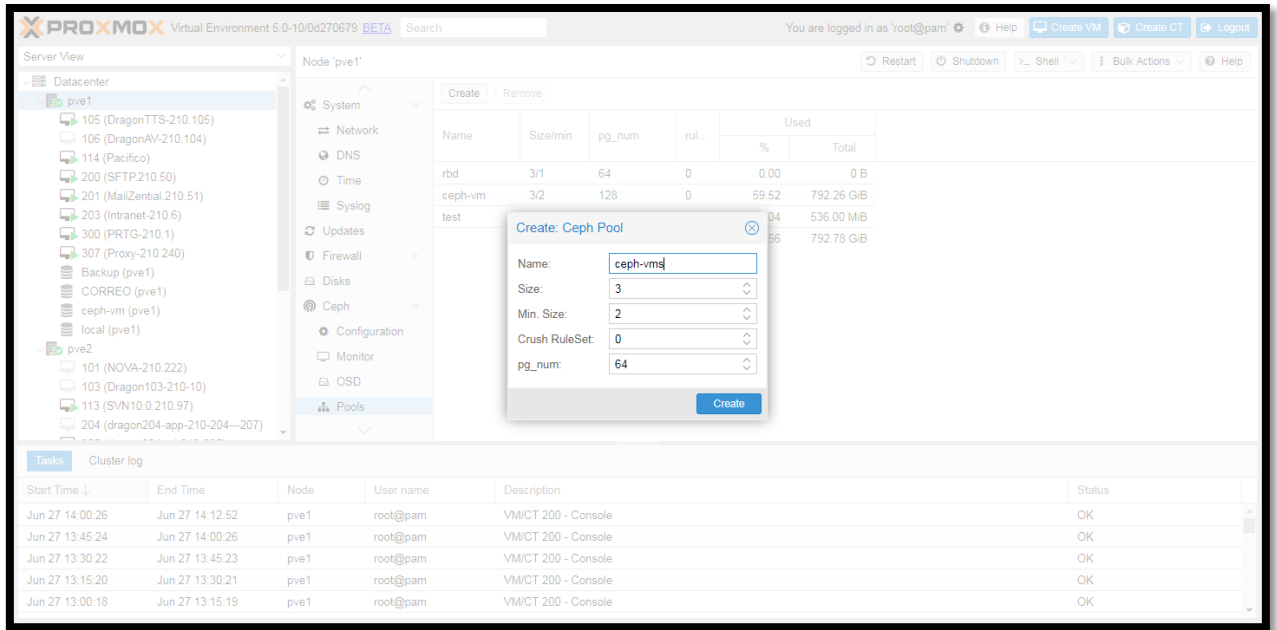 PROXMOX Virtual Environment 5.0-10/0d270679 BETA Search You are logged in as 'root@pam' Help Create VM Create CT Logout
Server View
Node 'pve1' Restart Shutdown >_ Shell Bulk Actions Help
Datacenter
pve1
105 (DragonTTS-210.105)
106 (DragonAV-210.104)
114 (Pacifico)
200 (SFTP.210.50)
201 (MailZential.210.51)
203 (Intranet-210.6)
300 (PRTG-210.1)
307 (Proxy-210.240)
Backup (pve1)
CORREO (pve1)
ceph-vm (pve1)
local (pve1)
pve2
101 (NOVA-210.222)
103 (Dragon103-210-10)
113 (SVN10.0.210.97)
204 (dragon204-app-210-204---207)
System
Network
DNS
Time
Syslog
Updates
Firewall
Disks
Ceph
Configuration
Monitor
OSD
Pools
Create Remove
Name Size/min pg_num rul... Used
% Total
rbd 3/1 64 0 0.00 0 B
ceph-vm 3/2 128 0 59.52 792.26 GiB
test 04 536.00 MiB
56 792.78 GiB
Create: Ceph Pool
Name: ceph-vms
Size: 3
Min. Size: 2
Crush RuleSet: 0
pg_num: 64
Create
Tasks Cluster log
Start Time End Time Node User name Description Status
Jun 27 14:00:26 Jun 27 14:12:52 pve1 root@pam VM/CT 200 - Console OK
Jun 27 13:45:24 Jun 27 14:00:26 pve1 root@pam VM/CT 200 - Console OK
Jun 27 13:30:22 Jun 27 13:45:23 pve1 root@pam VM/CT 200 - Console OK
Jun 27 13:15:20 Jun 27 13:30:21 pve1 root@pam VM/CT 200 - Console OK
Jun 27 13:00:18 Jun 27 13:15:19 pve1 root@pam VM/CT 200 - Console OK